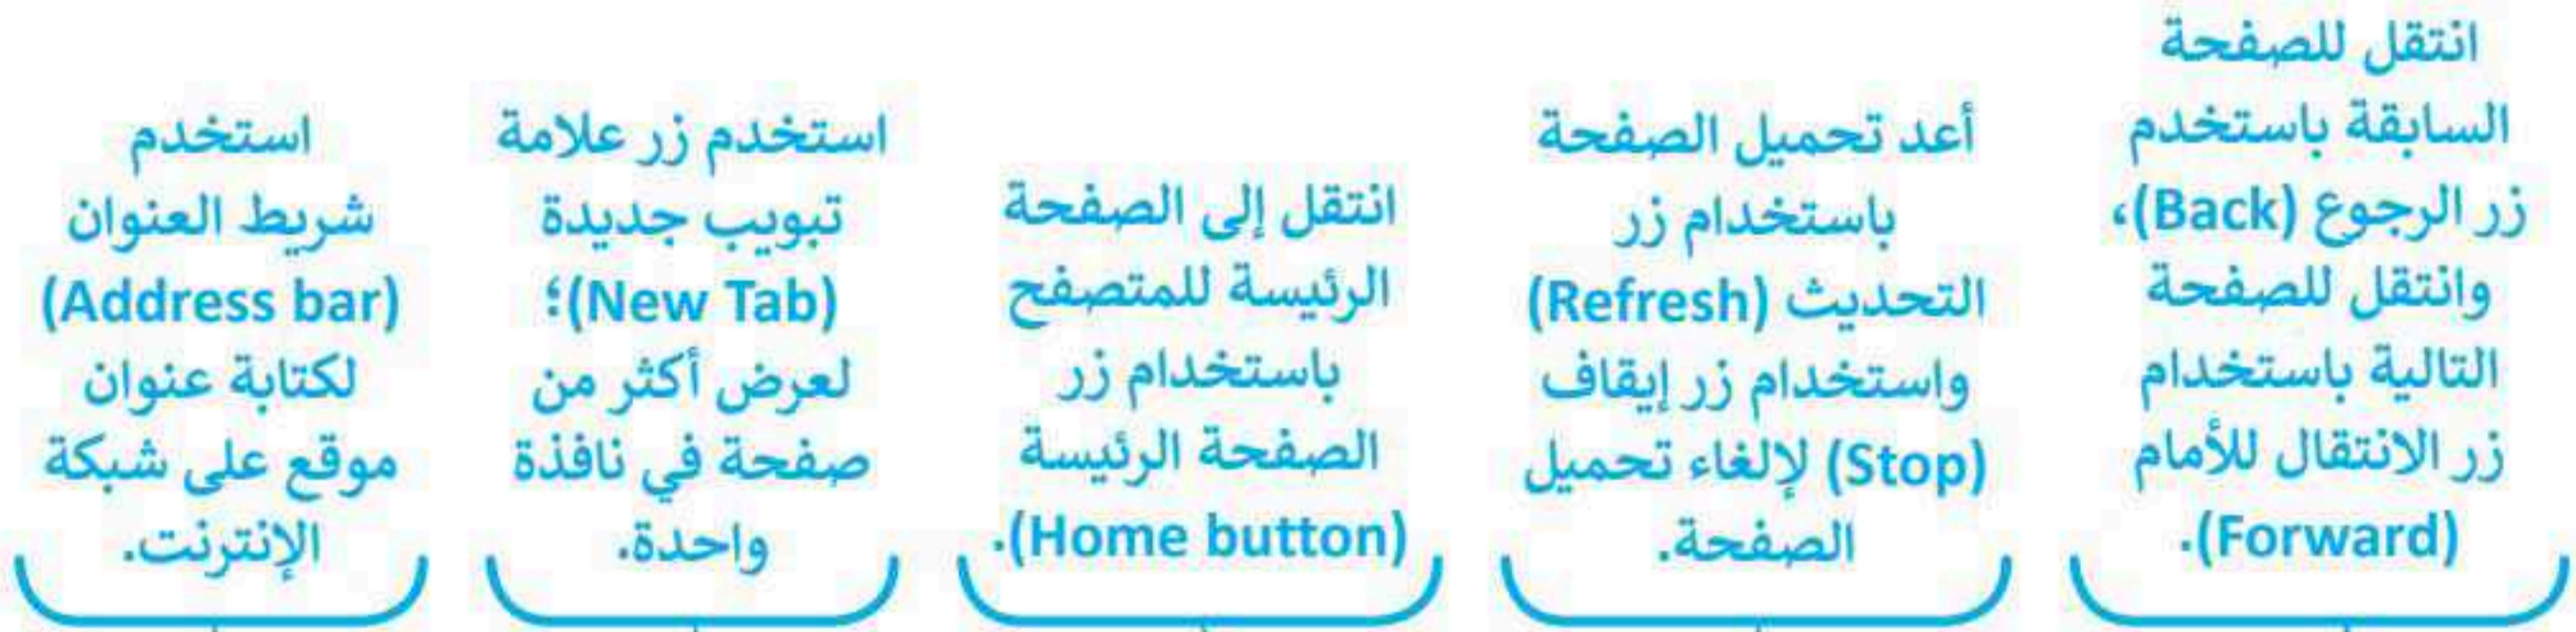 انتقل للصفحة
السابقة باستخدم
زر الرجوع (Back)،
وانتقل للصفحة
التالية باستخدام
زر الانتقال للأمام
(Forward).
أعد تحميل الصفحة
باستخدام زر
التحديث (Refresh)
واستخدام زر إيقاف
(Stop) لإلغاء تحميل
الصفحة.
انتقل إلى الصفحة
الرئيسة للمتصفح
باستخدام زر
الصفحة الرئيسة
(Home button).
استخدم زر علامة
تبويب جديدة
(New Tab)؛
لعرض أكثر من
صفحة في نافذة
واحدة.
استخدم
شريط العنوان
(Address bar)
لكتابة عنوان
موقع على شبكة
الإنترنت.